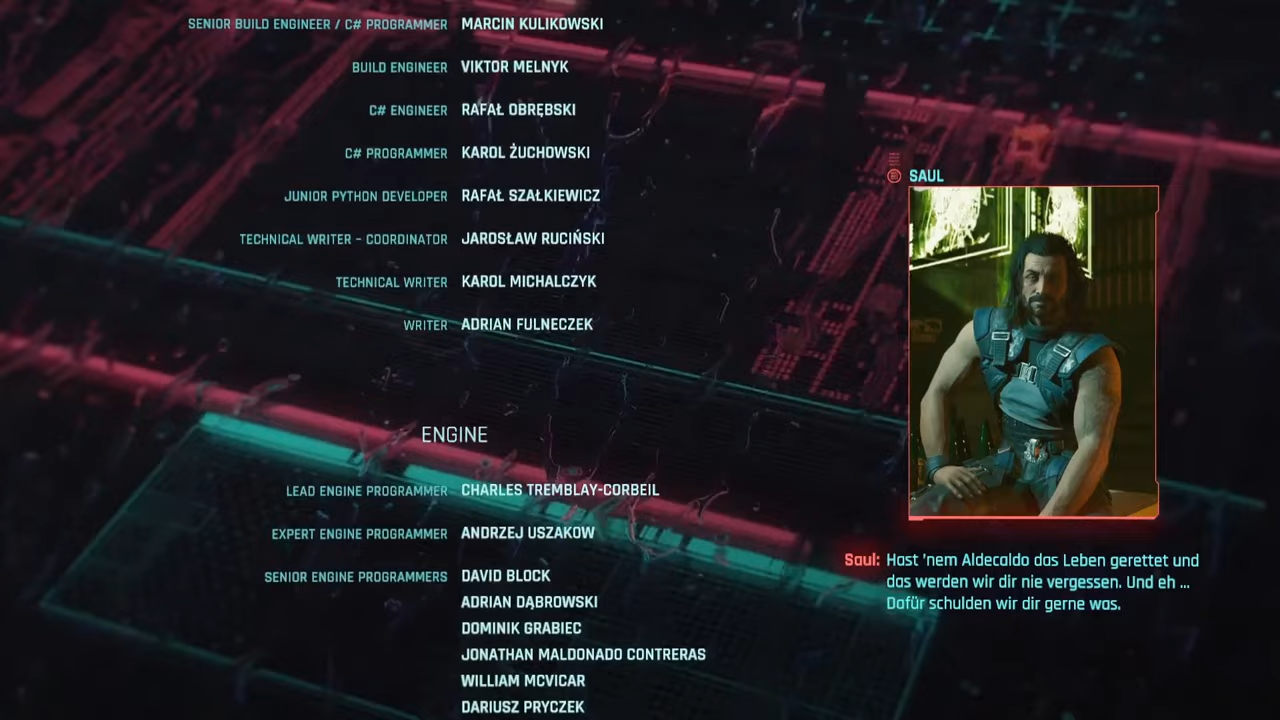 SENIOR BUILD ENGINEER / C# PROGRAMMER MARCIN KULIKOWSKI
BUILD ENGINEER VIKTOR MELNYK
C# ENGINEER RAFAŁ OBRĘBSKI
C# PROGRAMMER KAROL ŻUCHOWSKI
JUNIOR PYTHON DEVELOPER RAFAŁ SZAŁKIEWICZ
TECHNICAL WRITER – COORDINATOR JAROSŁAW RUCIŃSKI
TECHNICAL WRITER KAROL MICHALCZYK
WRITER ADRIAN FULNECZEK
ENGINE
LEAD ENGINE PROGRAMMER CHARLES TREMBLAY-CORBEIL
EXPERT ENGINE PROGRAMMER ANDRZEJ USZAKOW
SENIOR ENGINE PROGRAMMERS DAVID BLOCK
ADRIAN DĄBROWSKI
DOMINIK GRABIEC
JONATHAN MALDONADO CONTRERAS
WILLIAM MCVICAR
DARIUSZ PRYCZEK
SAUL
Saul: Hast 'nem Aldecaldo das Leben gerettet und
das werden wir dir nie vergessen. Und eh ...
Dafür schulden wir dir gerne was.